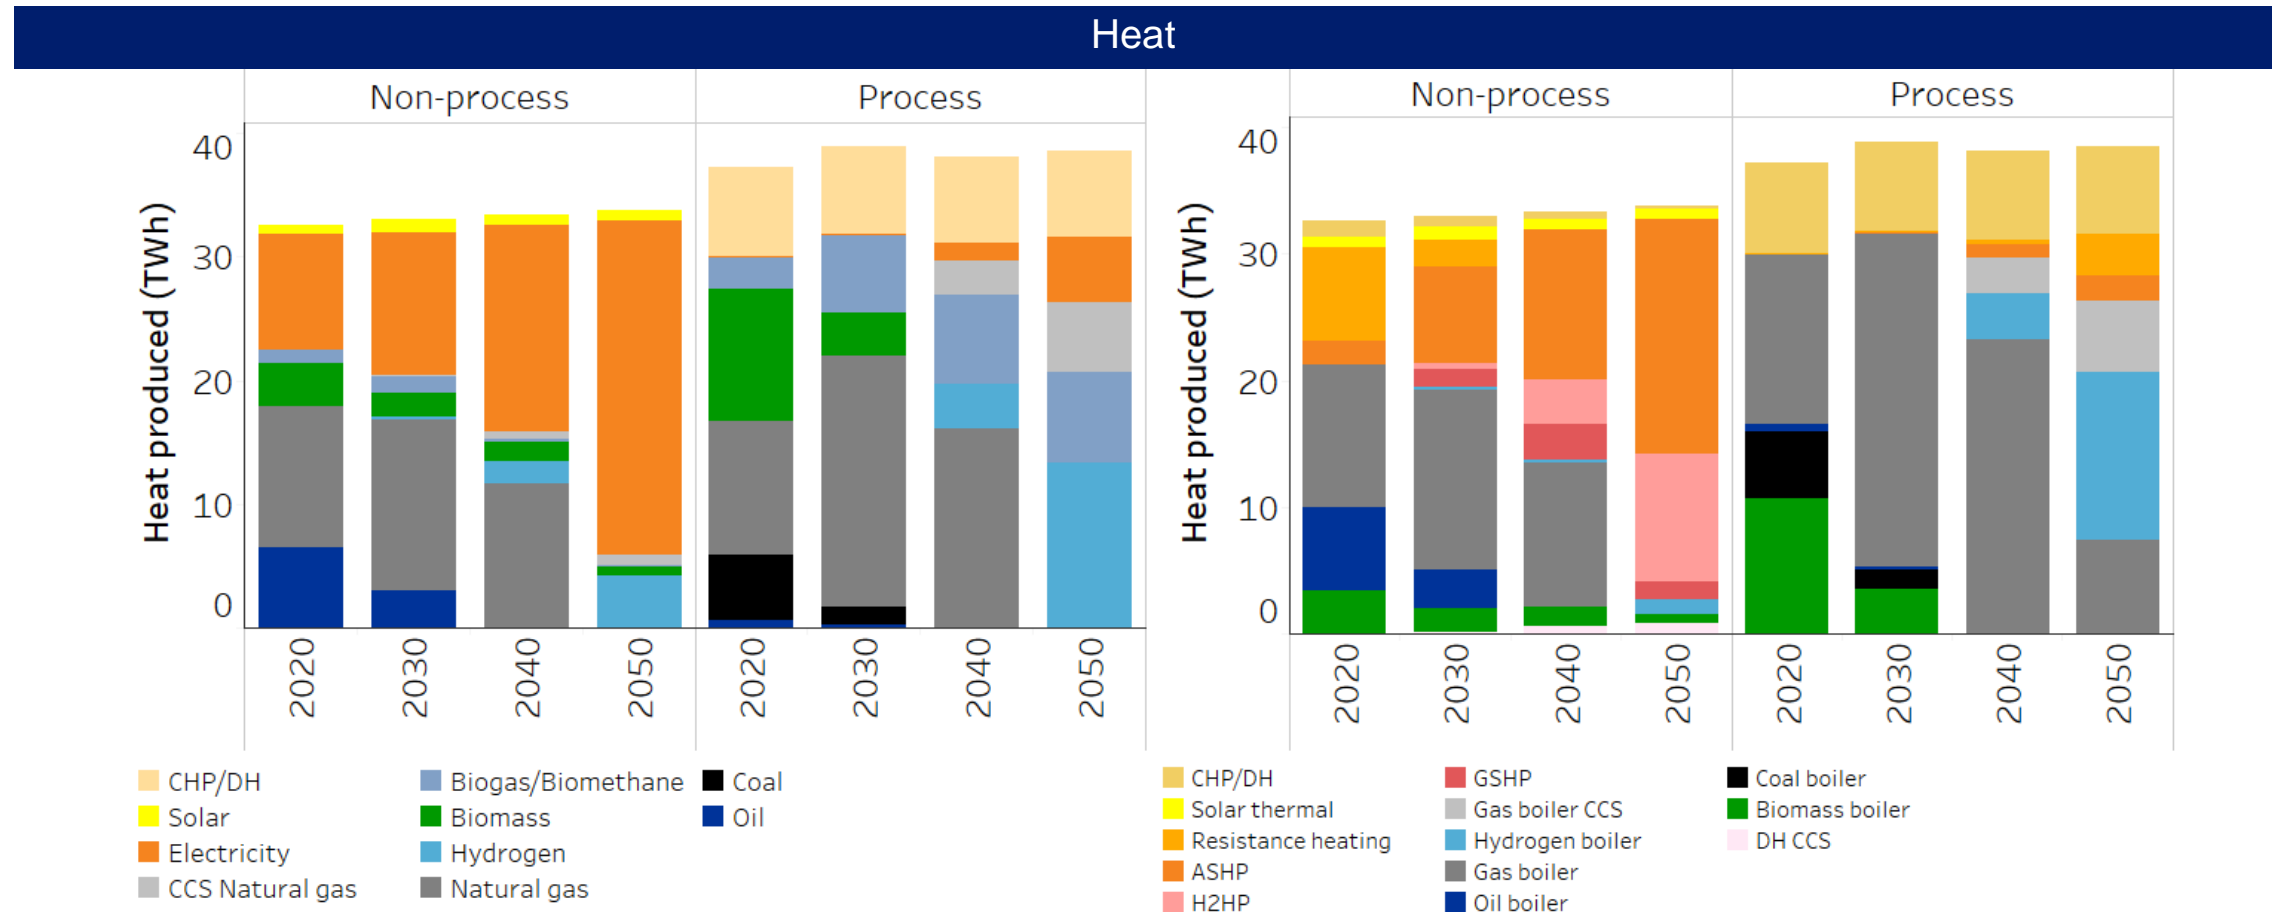 Heat
Non-process
Process
Heat produced (TWh)
40
30
20
10
0
2020
2030
2040
2050
2020
2030
2040
2050
CHP/DH
Solar
Electricity
CCS Natural gas
Biogas/Biomethane
Biomass
Hydrogen
Natural gas
Coal
Oil
Non-process
Process
Heat produced (TWh)
40
30
20
10
0
2020
2030
2040
2050
2020
2030
2040
2050
CHP/DH
Solar thermal
Resistance heating
ASHP
H2HP
GSHP
Gas boiler CCS
Hydrogen boiler
Gas boiler
Oil boiler
Coal boiler
Biomass boiler
DH CCS